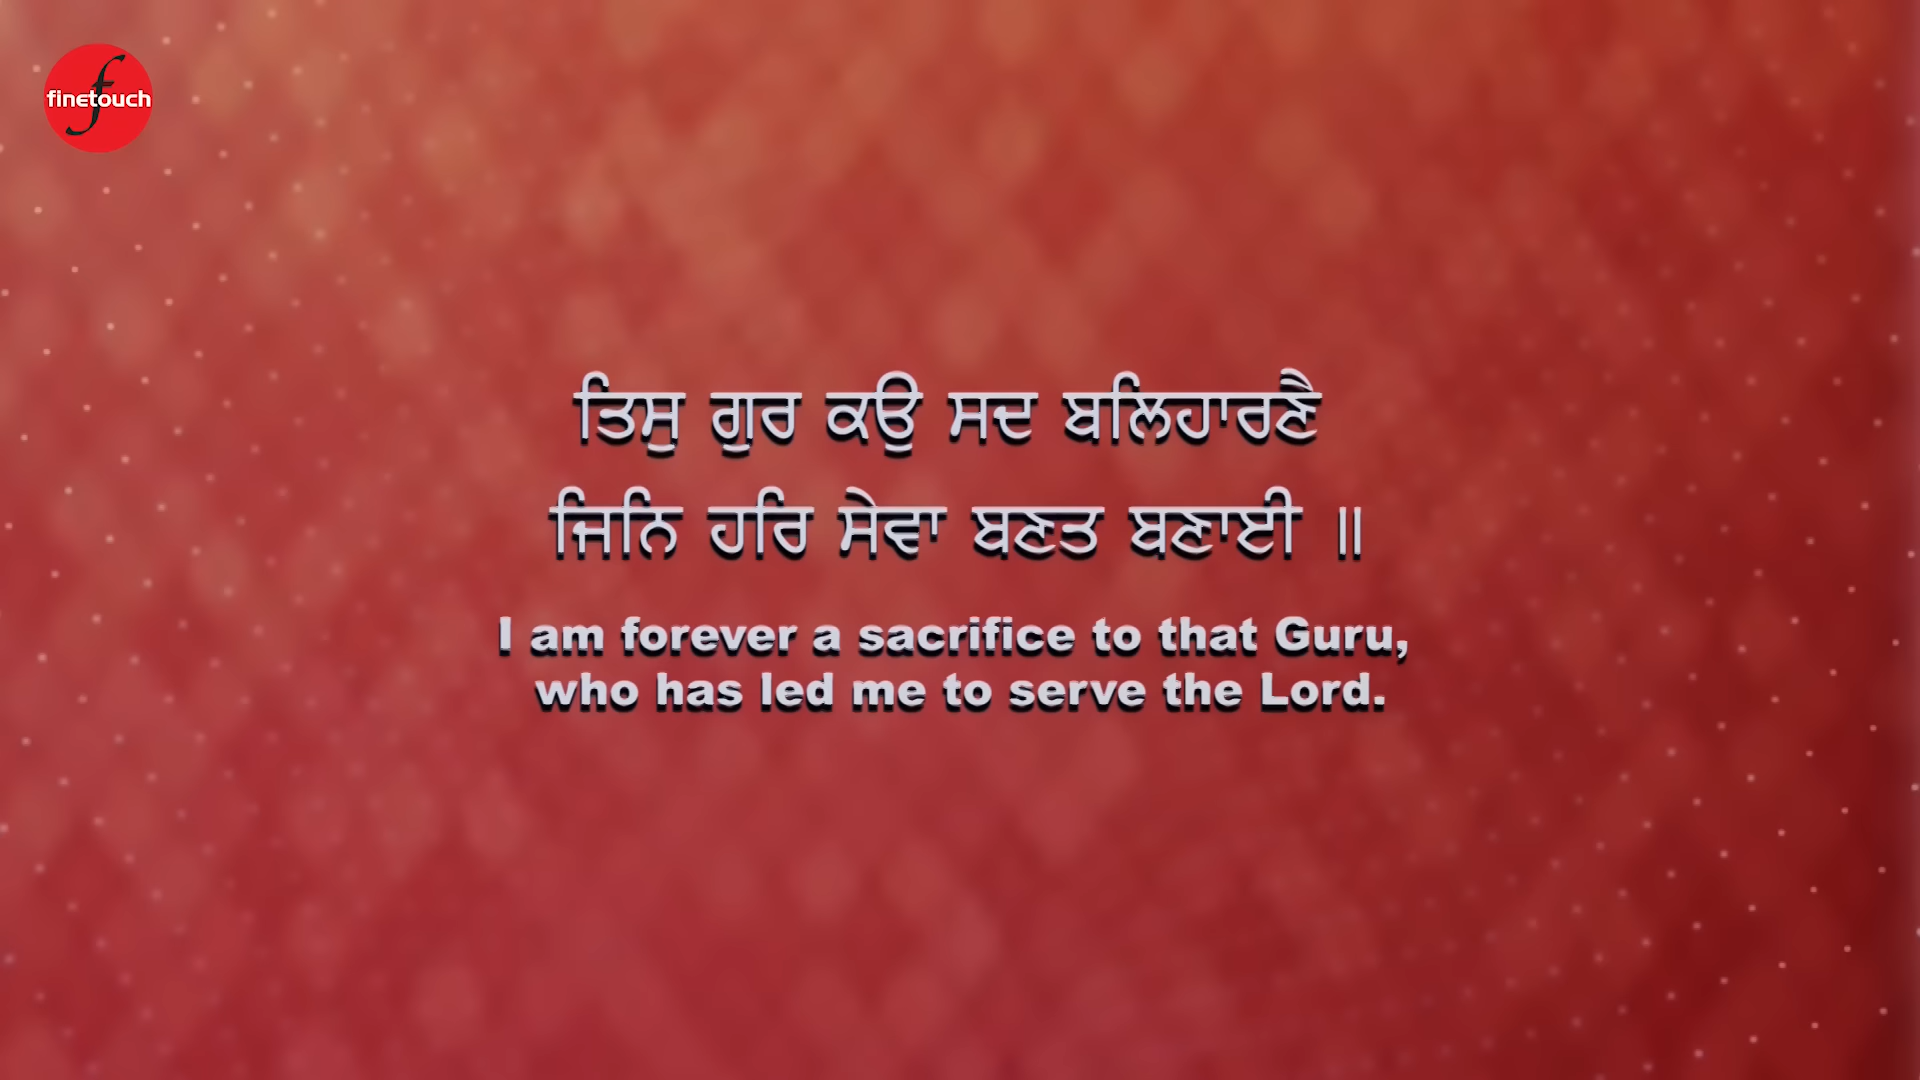 finetouch
ਤਿਸੁ ਗੁਰ ਕਉ ਸਦ ਬਲਿਹਾਰਣੈ
ਜਿਨਿ ਹਰਿ ਸੇਵਾ ਬਣਤ ਬਣਾਈ ॥
I am forever a sacrifice to that Guru,
who has led me to serve the Lord.